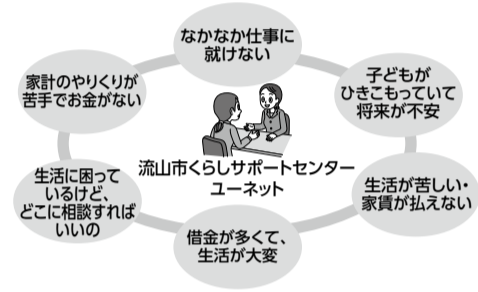 なかなか仕事に
就けない
子どもが
ひきこもっていて
将来が不安
生活が苦しい・
家賃が払えない
借金が多くて、
生活が大変
生活に困って
いるけど、
どこに相談すれば
いいの
家計のやりくりが
苦手でお金がない
流山市くらしサポートセンター
ユーネット